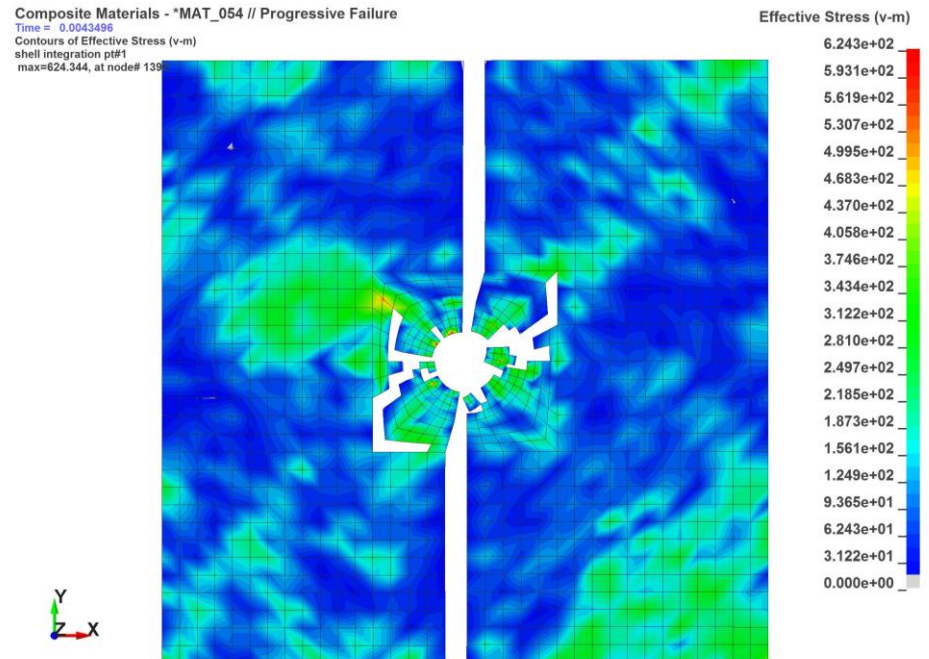 Composite Materials - *MAT_054 // Progressive Failure
Time = 0.0043496
Contours of Effective Stress (v-m)
shell integration pt#1
max=624.344, at node# 139
Effective Stress (v-m)
6.243e+02
5.931e+02
5.619e+02
5.307e+02
4.995e+02
4.683e+02
4.370e+02
4.058e+02
3.746e+02
3.434e+02
3.122e+02
2.810e+02
2.497e+02
2.185e+02
1.873e+02
1.561e+02
1.249e+02
9.365e+01
6.243e+01
3.122e+01
0.000e+00
Y
Z X